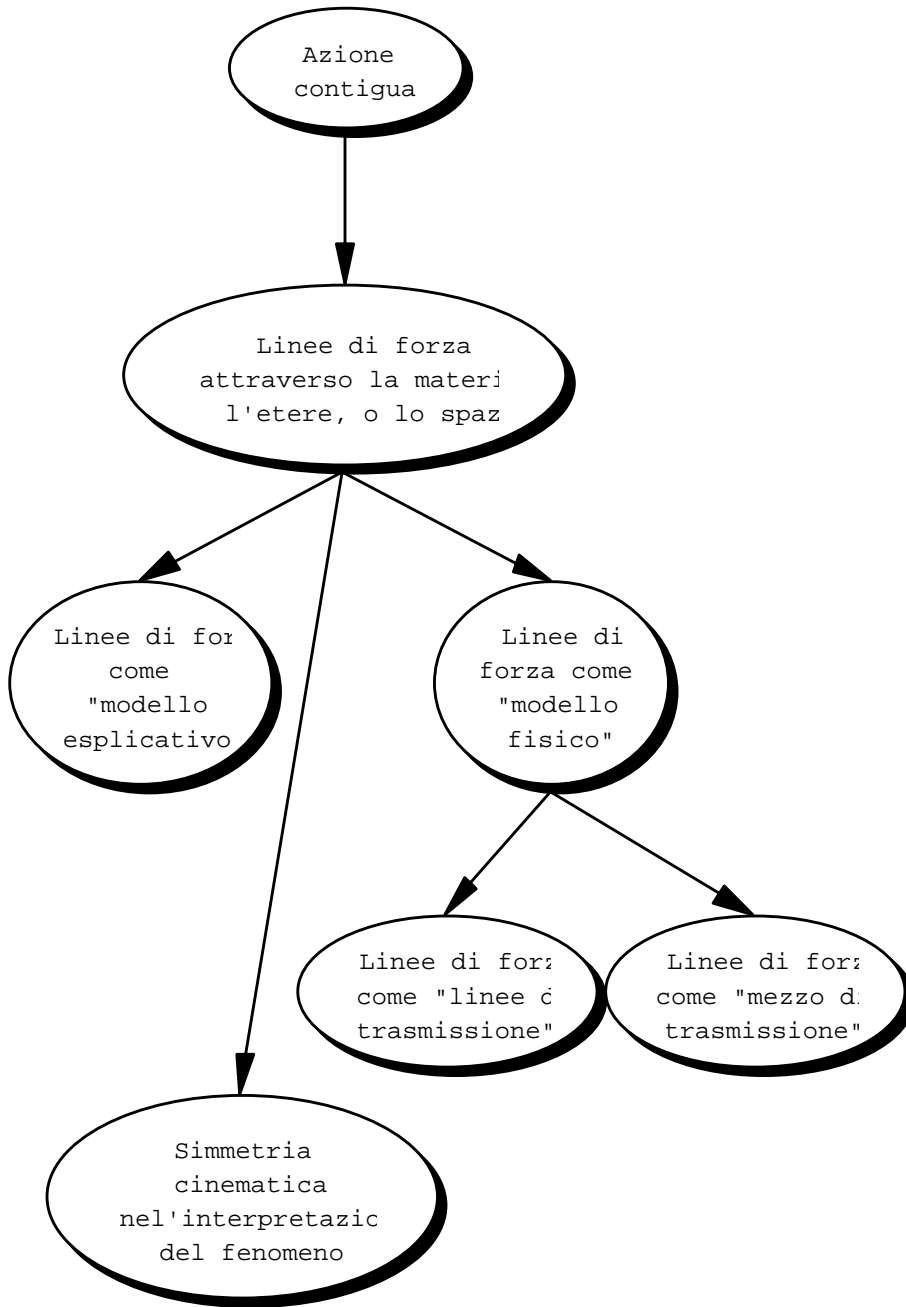 Azione
contigua
Linee di forza
attraverso la materi
l'etere, o lo spaz
Linee di for
come
"modello
esplicativo
Linee di
forza come
"modello
fisico"
Linee di forz
come "linee d
trasmissione"
Linee di forz
come "mezzo di
trasmissione"
Simmetria
cinematica
nel'interpretazic
del fenomeno